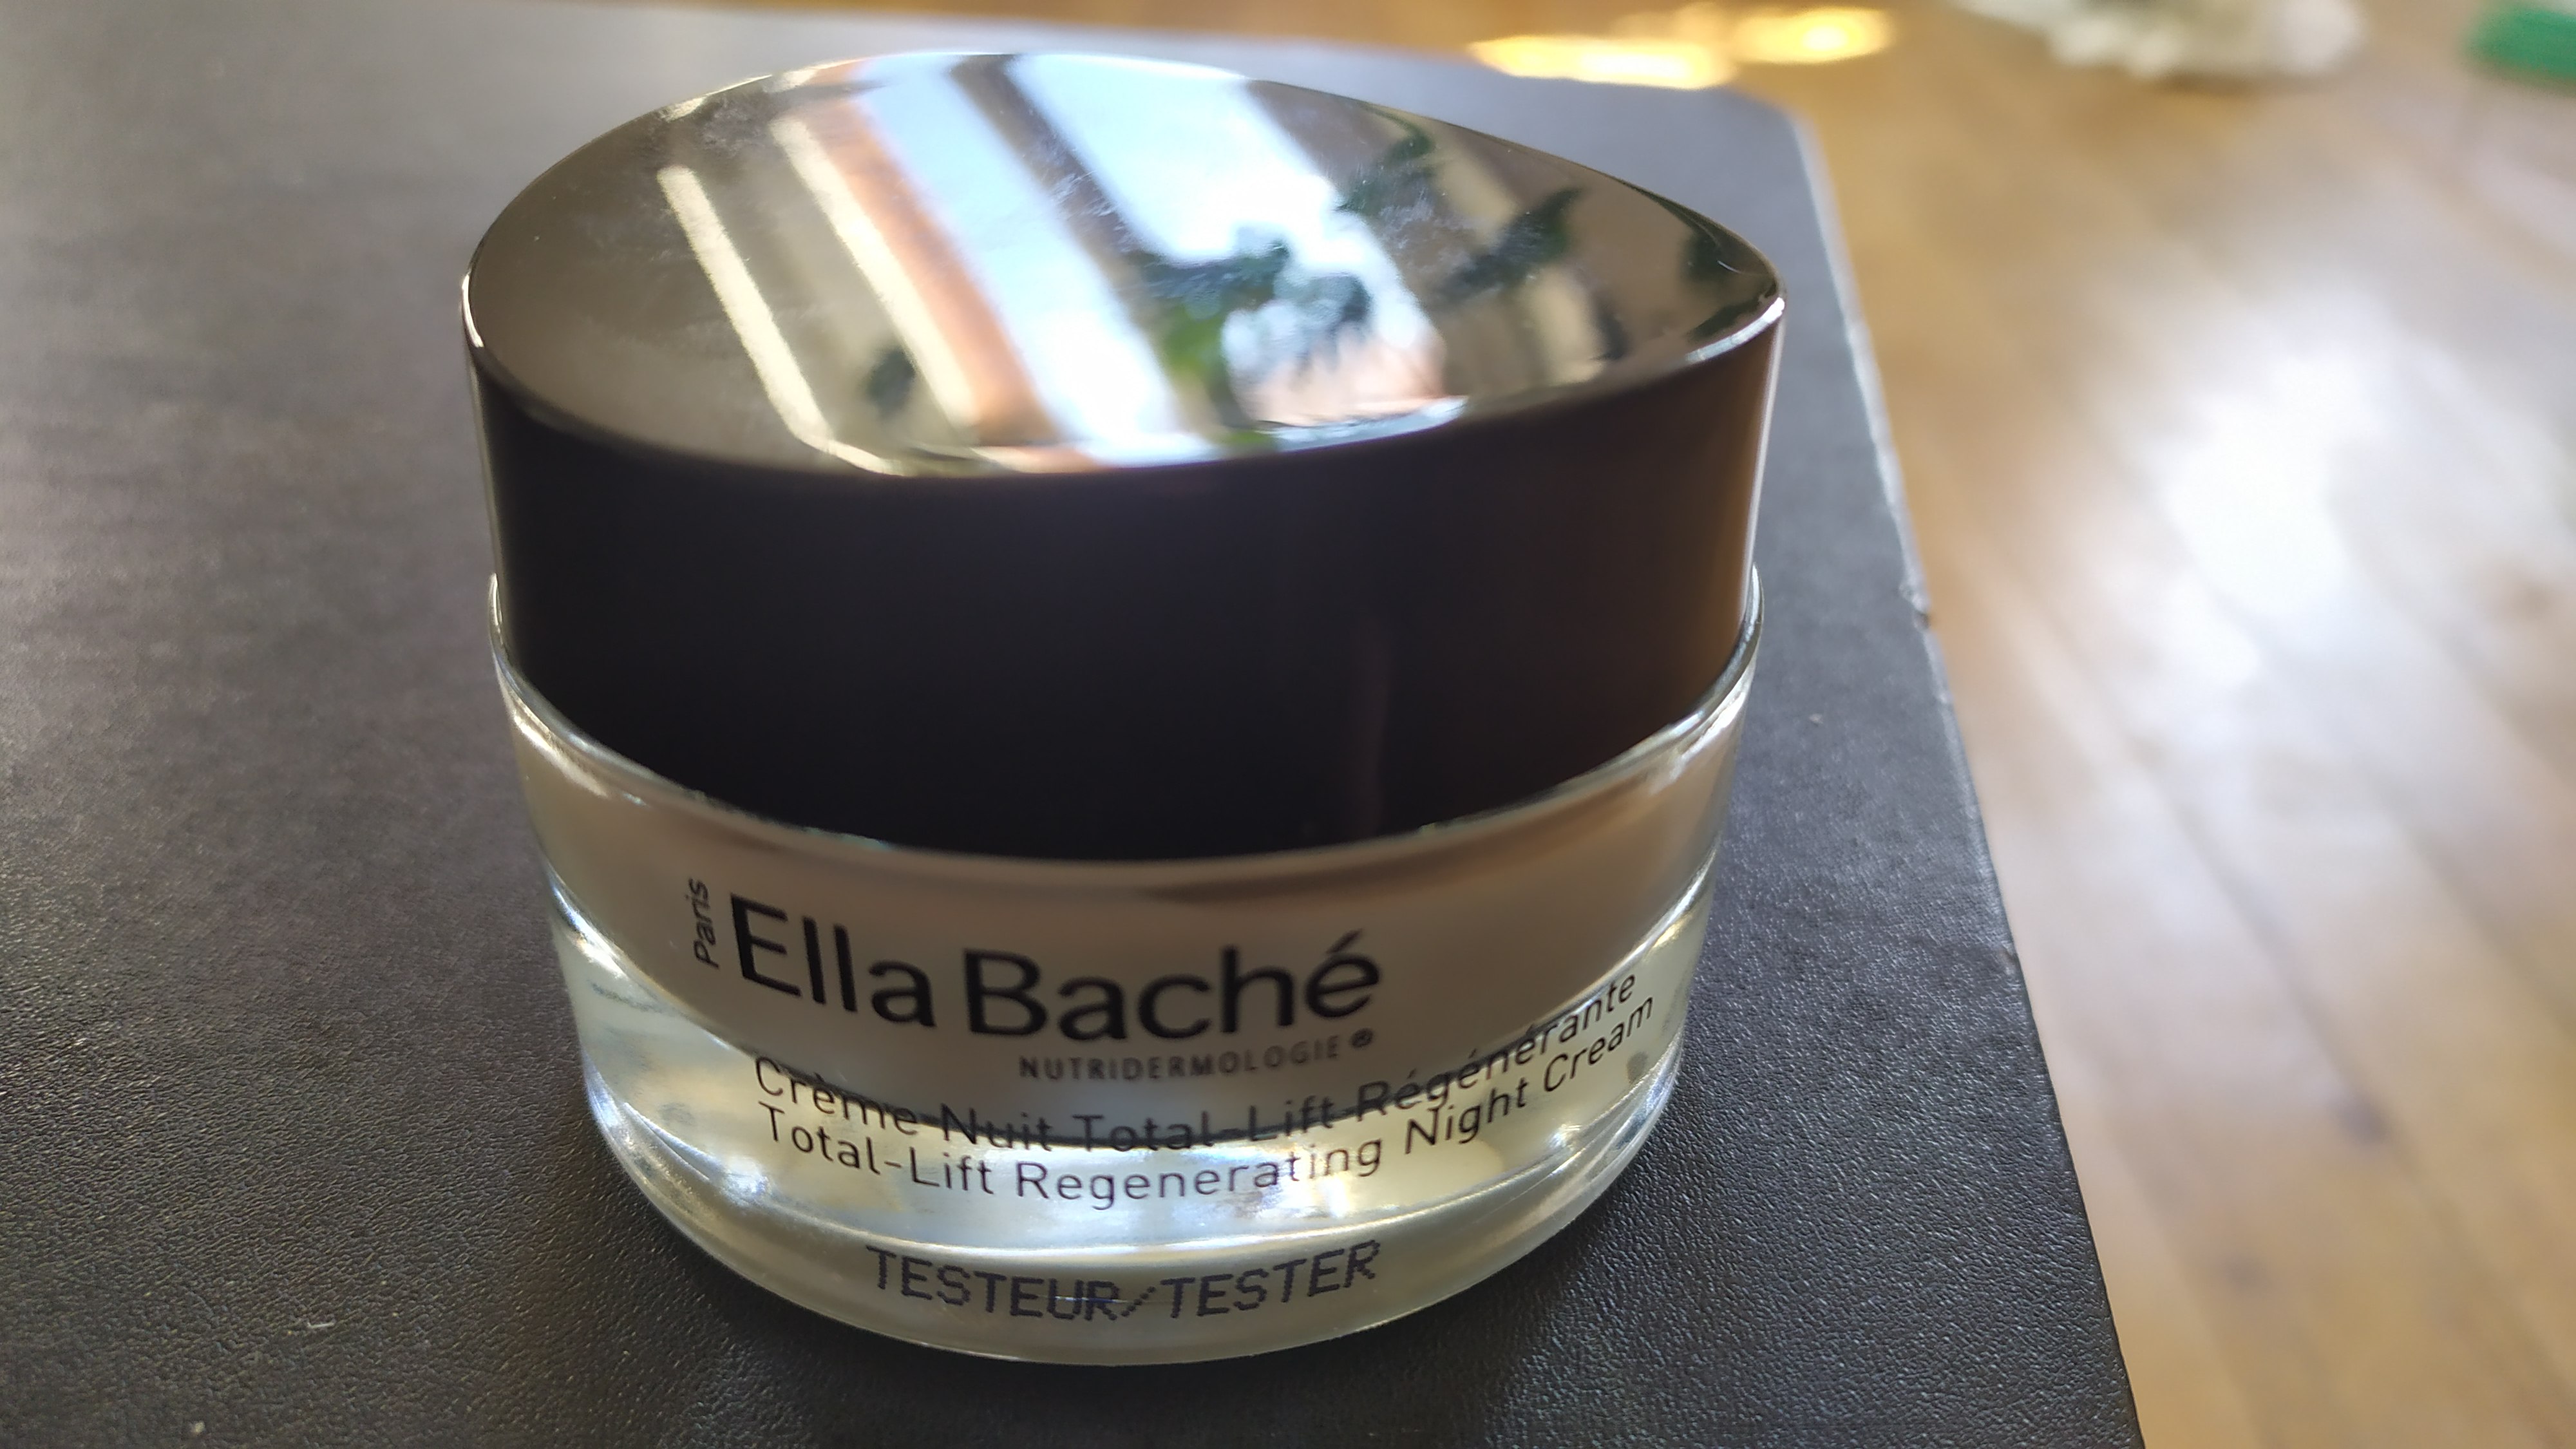 Paris
Ella Baché
NUTRIDERMOLOGIE®
Crème Nuit Total-Lift Régénérante
Total-Lift Regenerating Night Cream
TESTEUR/TESTER